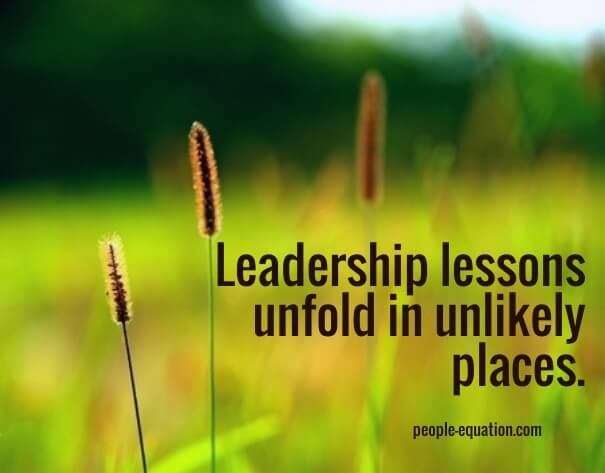 Leadership lessons
unfold in unlikely
places.
people-equation.com